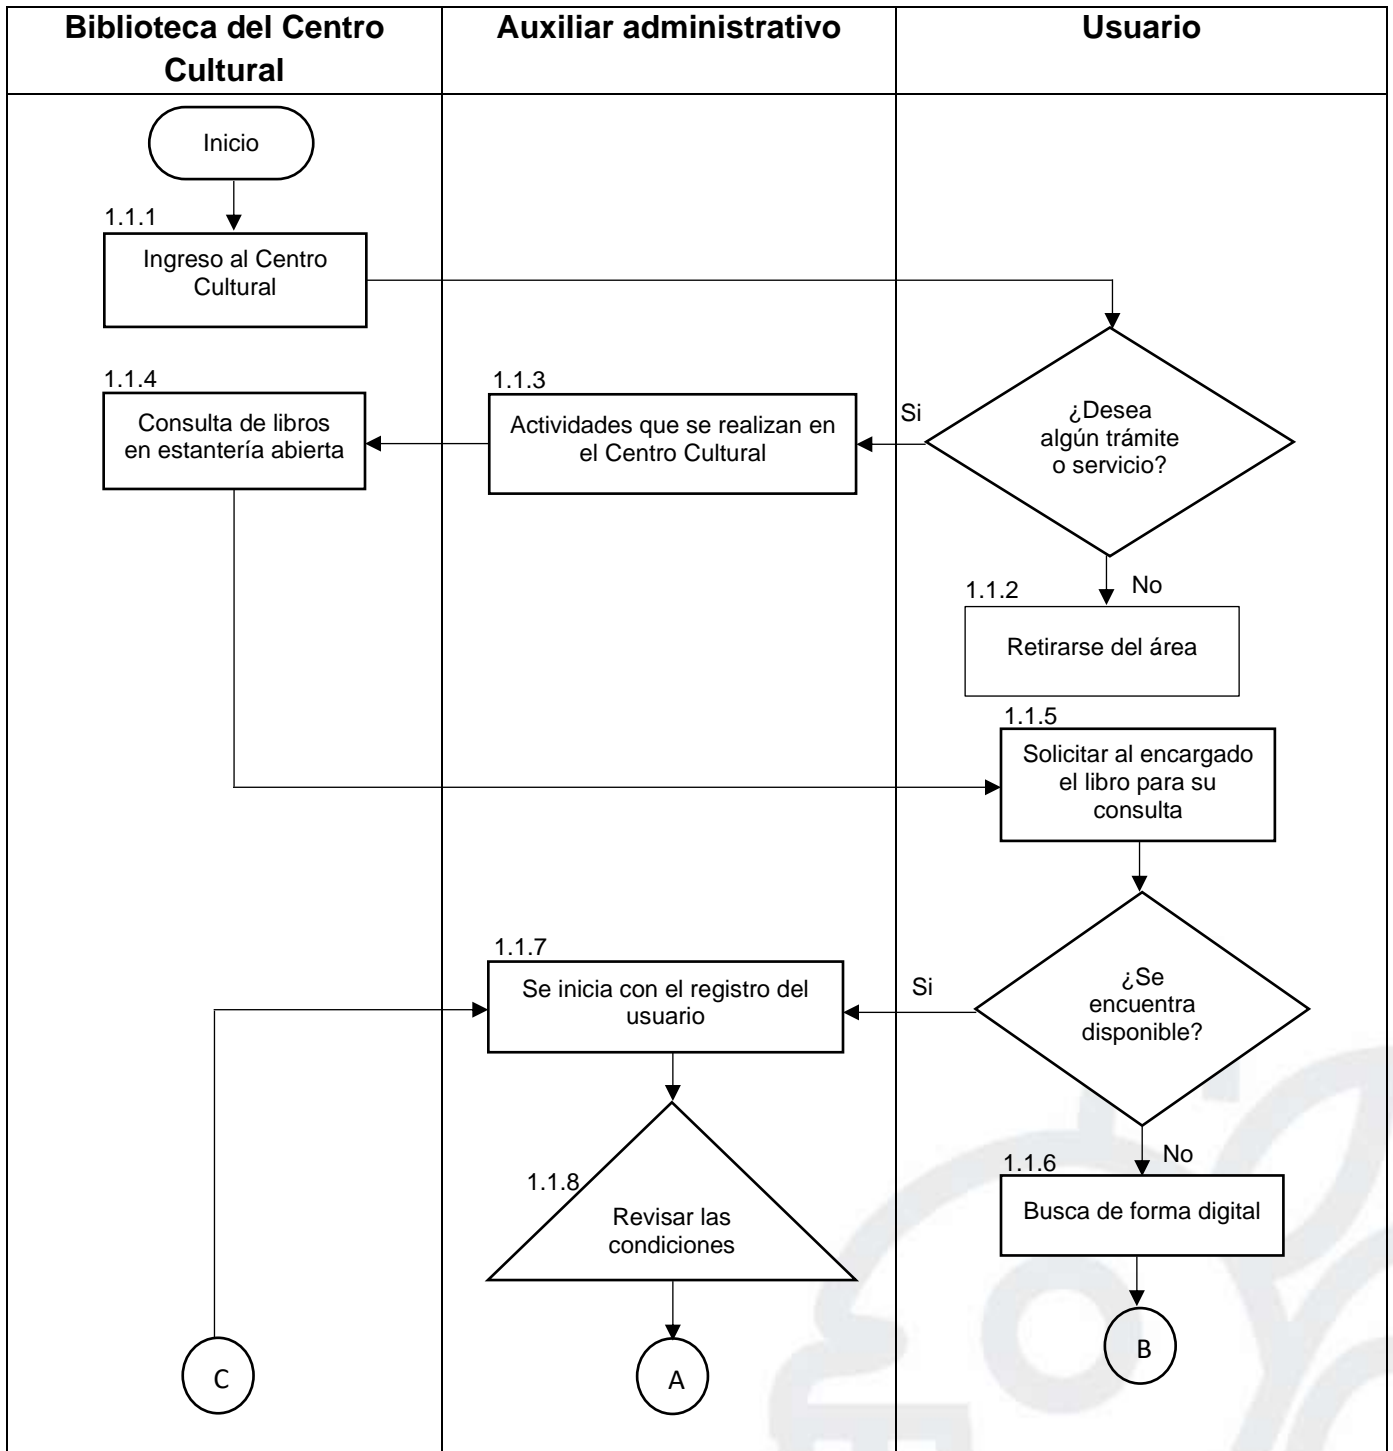 Biblioteca del Centro
Cultural
Auxiliar administrativo
Usuario
Inicio
1.1.1
Ingreso al Centro
Cultural
¿Desea
algún trámite
o servicio?
Si
1.1.3
Actividades que se realizan en
el Centro Cultural
1.1.4
Consulta de libros
en estantería abierta
No
1.1.2
Retirarse del área
1.1.5
Solicitar al encargado
el libro para su
consulta
¿Se
encuentra
disponible?
Si
1.1.7
Se inicia con el registro del
usuario
No
1.1.6
Busca de forma digital
1.1.8
Revisar las
condiciones
C
A
B